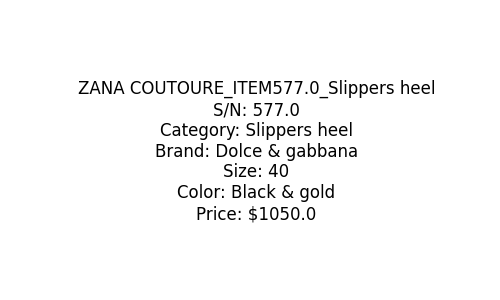 ZANA COUTOURE_ITEM577.0_Slippers heel
S/N: 577.0
Category: Slippers heel
Brand: Dolce & gabbana
Size: 40
Color: Black & gold
Price: $1050.0